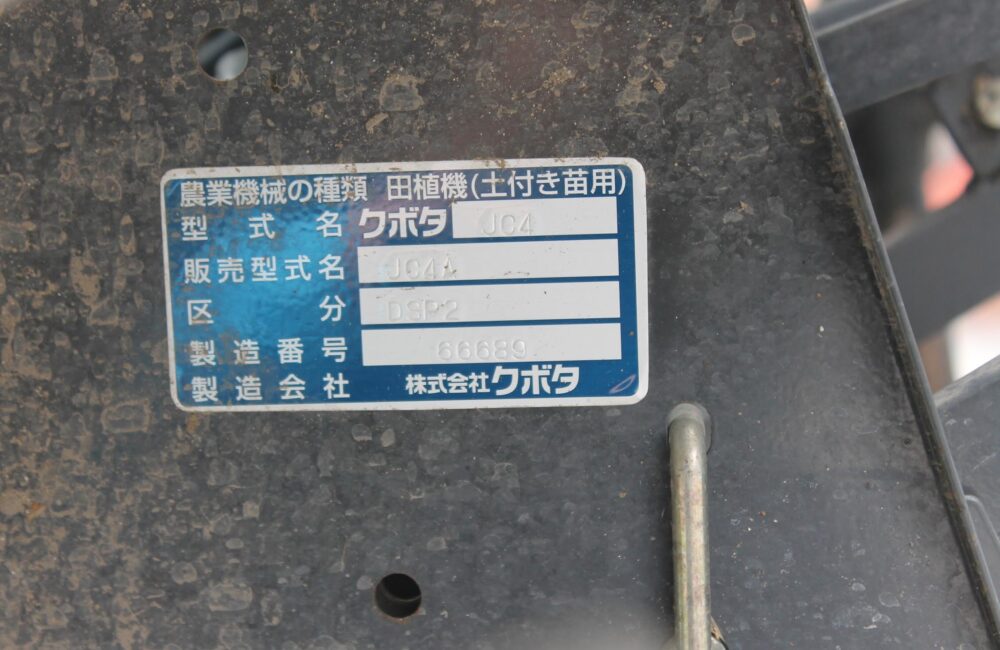 農業機械の種類 田植機(土付き苗用)
型式名 クボタ JC4
販売型式名 JC4A
区分 DSP2
製造番号 66689
製造会社 株式会社クボタ